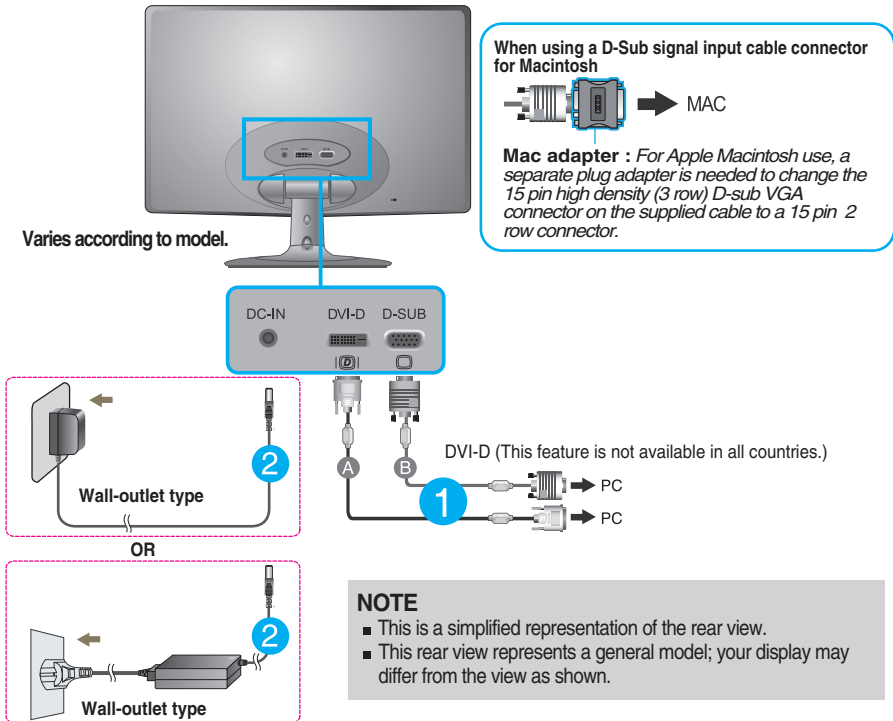 When using a D-Sub signal input cable connector
for Macintosh
MAC
Mac adapter : For Apple Macintosh use, a
separate plug adapter is needed to change the
15 pin high density (3 row) D-sub VGA
connector on the supplied cable to a 15 pin 2
row connector.
Varies according to model.
DC-IN DVI-D D-SUB
D
A B
DVI-D (This feature is not available in all countries.)
1
PC
PC
2
Wall-outlet type
OR
2
Wall-outlet type
NOTE
■ This is a simplified representation of the rear view.
■ This rear view represents a general model; your display may
differ from the view as shown.